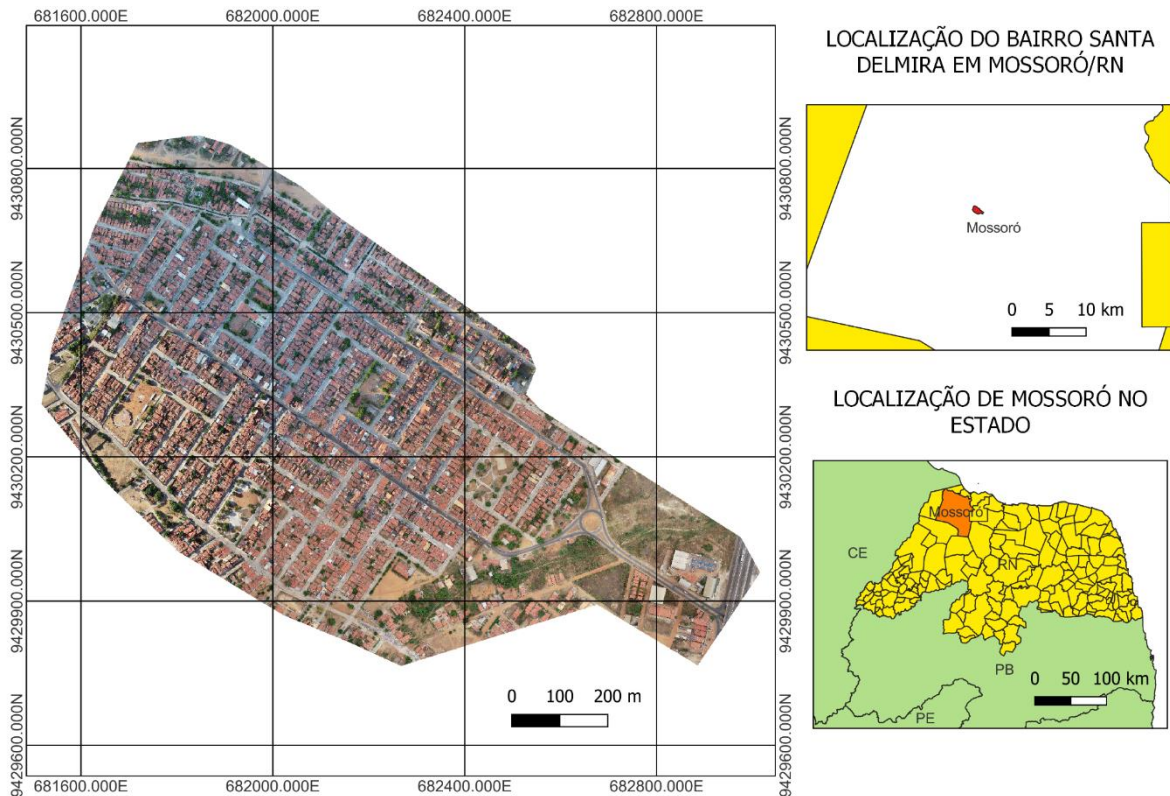 681600.000E 682000.000E 682400.000E 682800.000E
9430800.000N 9430800.000N
9430500.000N 9430500.000N
9430200.000N 9430200.000N
9429900.000N 9429900.000N
9429600.000N 9429600.000N
0 100 200 m
681600.000E 682000.000E 682400.000E 682800.000E
LOCALIZAÇÃO DO BAIRRO SANTA
DELMIRA EM MOSSORÓ/RN
Mossoró
0 5 10 km
LOCALIZAÇÃO DE MOSSORÓ NO
ESTADO
Mossoró
CE
RN
PB
0 50 100 km
PE